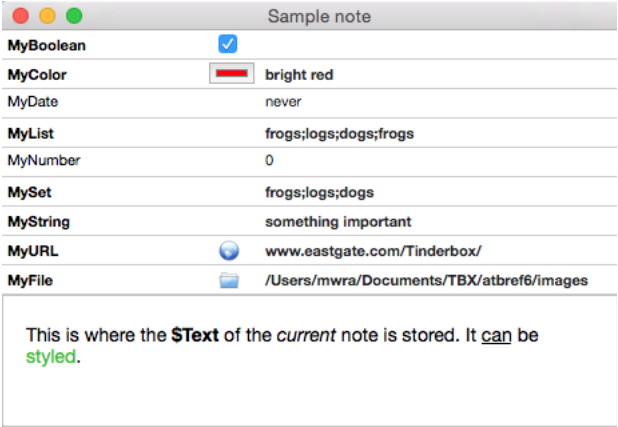 Sample note
MyBoolean
MyColor bright red
MyDate never
MyList frogs;logs;dogs;frogs
MyNumber 0
MySet frogs;logs;dogs
MyString something important
MyURL www.eastgate.com/Tinderbox/
MyFile /Users/mwra/Documents/TBX/atbref6/images
This is where the $Text of the current note is stored. It can be
styled.